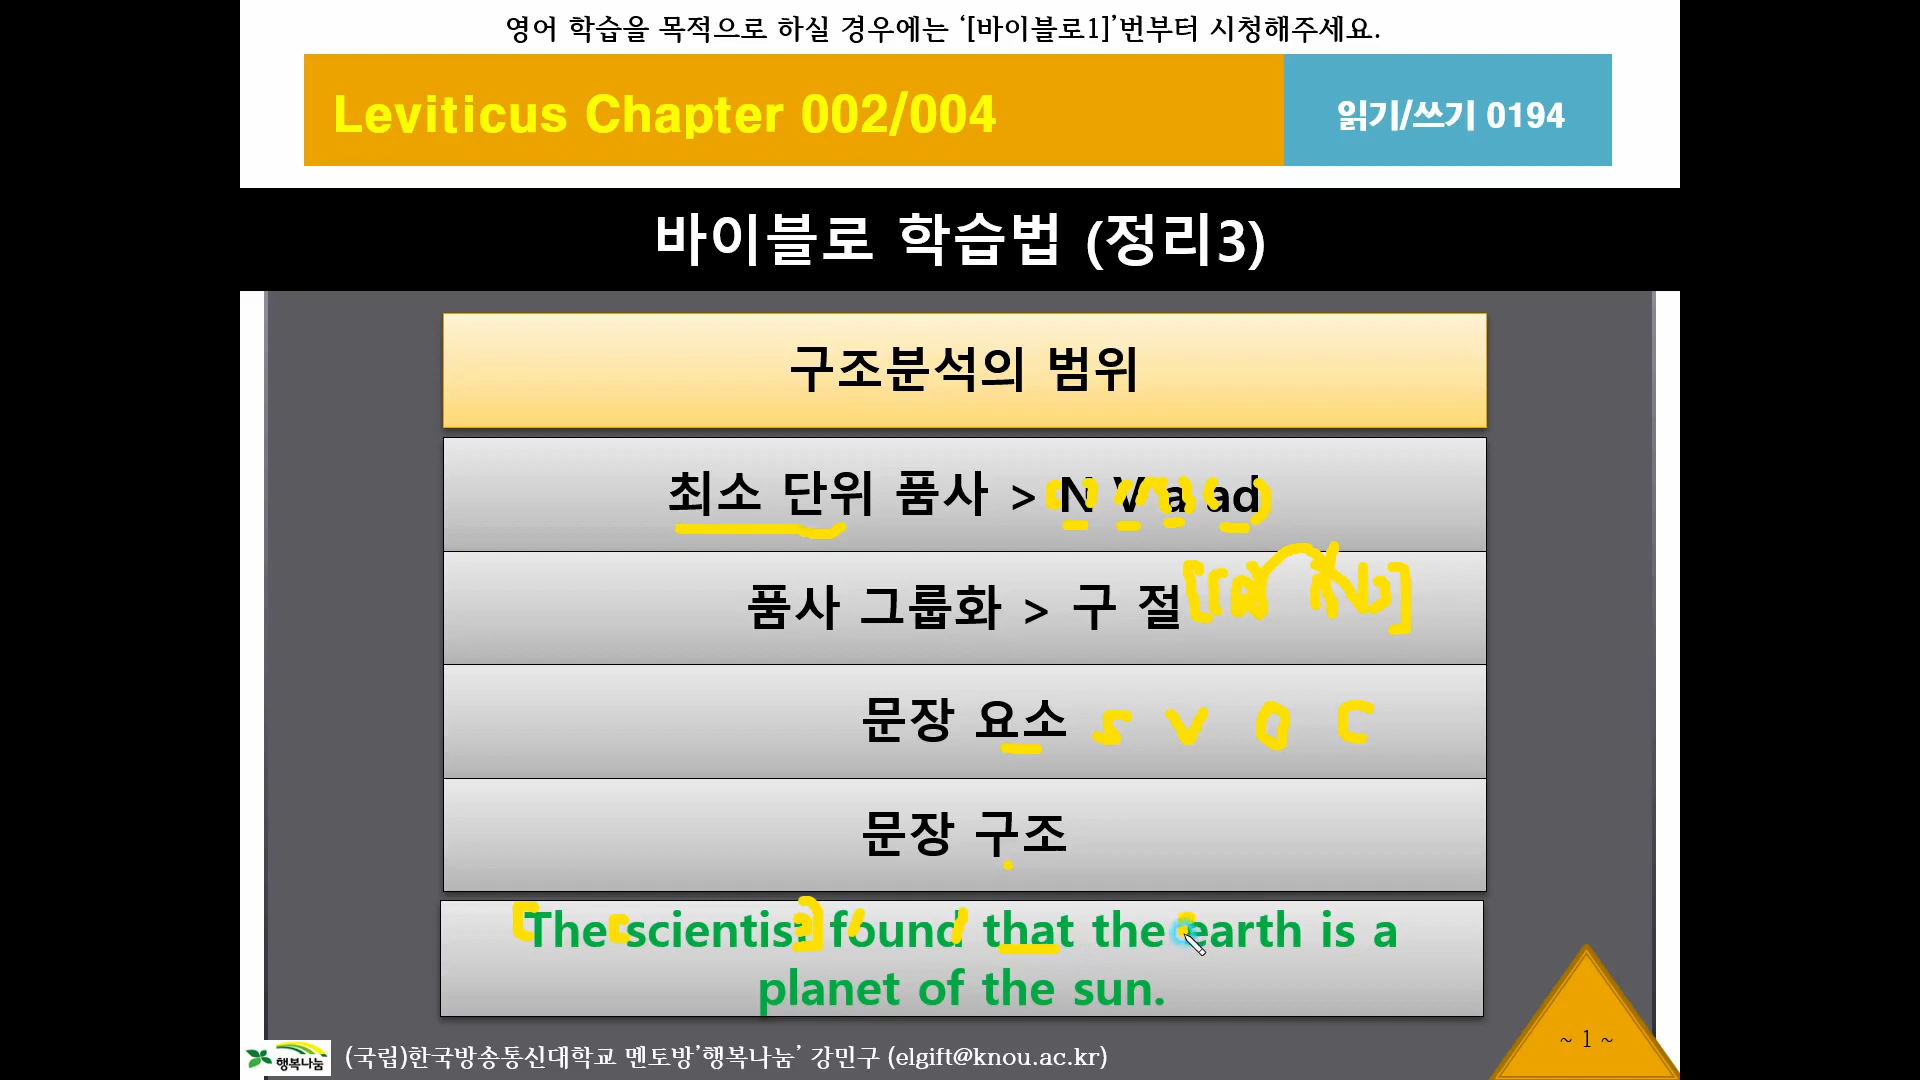 영어 학습을 목적으로 하실 경우에는 ‘[바이블로1]’번부터 시청해주세요.
Leviticus Chapter 002/004
읽기/쓰기 0194
바이블로 학습법 (정리3)
구조분석의 범위
최소 단위 품사 > N V a ad
품사 그룹화 > 구 절
문장 요소 S V O C
문장 구조
The scientist found that the earth is a
planet of the sun.
~ 1 ~
행복나눔
(국립)한국방송통신대학교 멘토방’행복나눔’ 강민구 (elgift@knou.ac.kr)